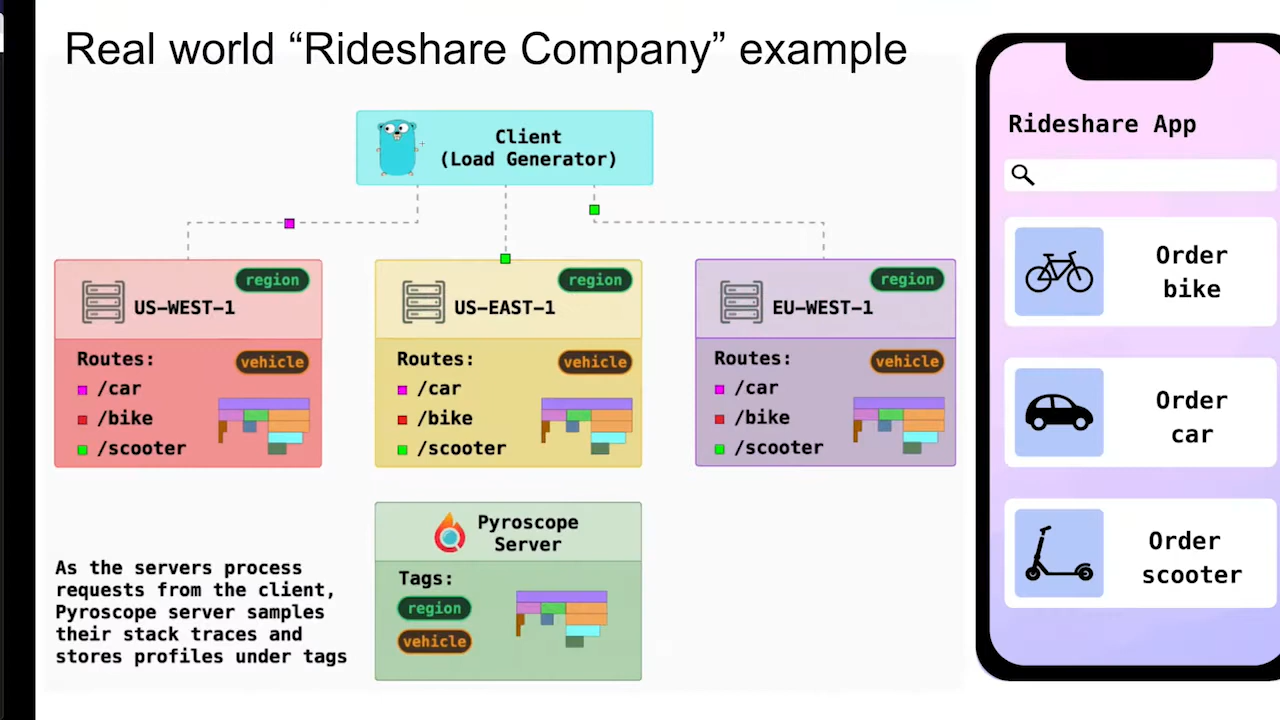 Real world “Rideshare Company” example
Client
(Load Generator)
region
US-WEST-1
Routes:
vehicle
/car
/bike
/scooter
region
US-EAST-1
Routes:
vehicle
/car
/bike
/scooter
region
EU-WEST-1
Routes:
vehicle
/car
/bike
/scooter
Pyroscope
Server
Tags:
region
vehicle
As the servers process
requests from the client,
Pyroscope server samples
their stack traces and
stores profiles under tags
Rideshare App
Order
bike
Order
car
Order
scooter